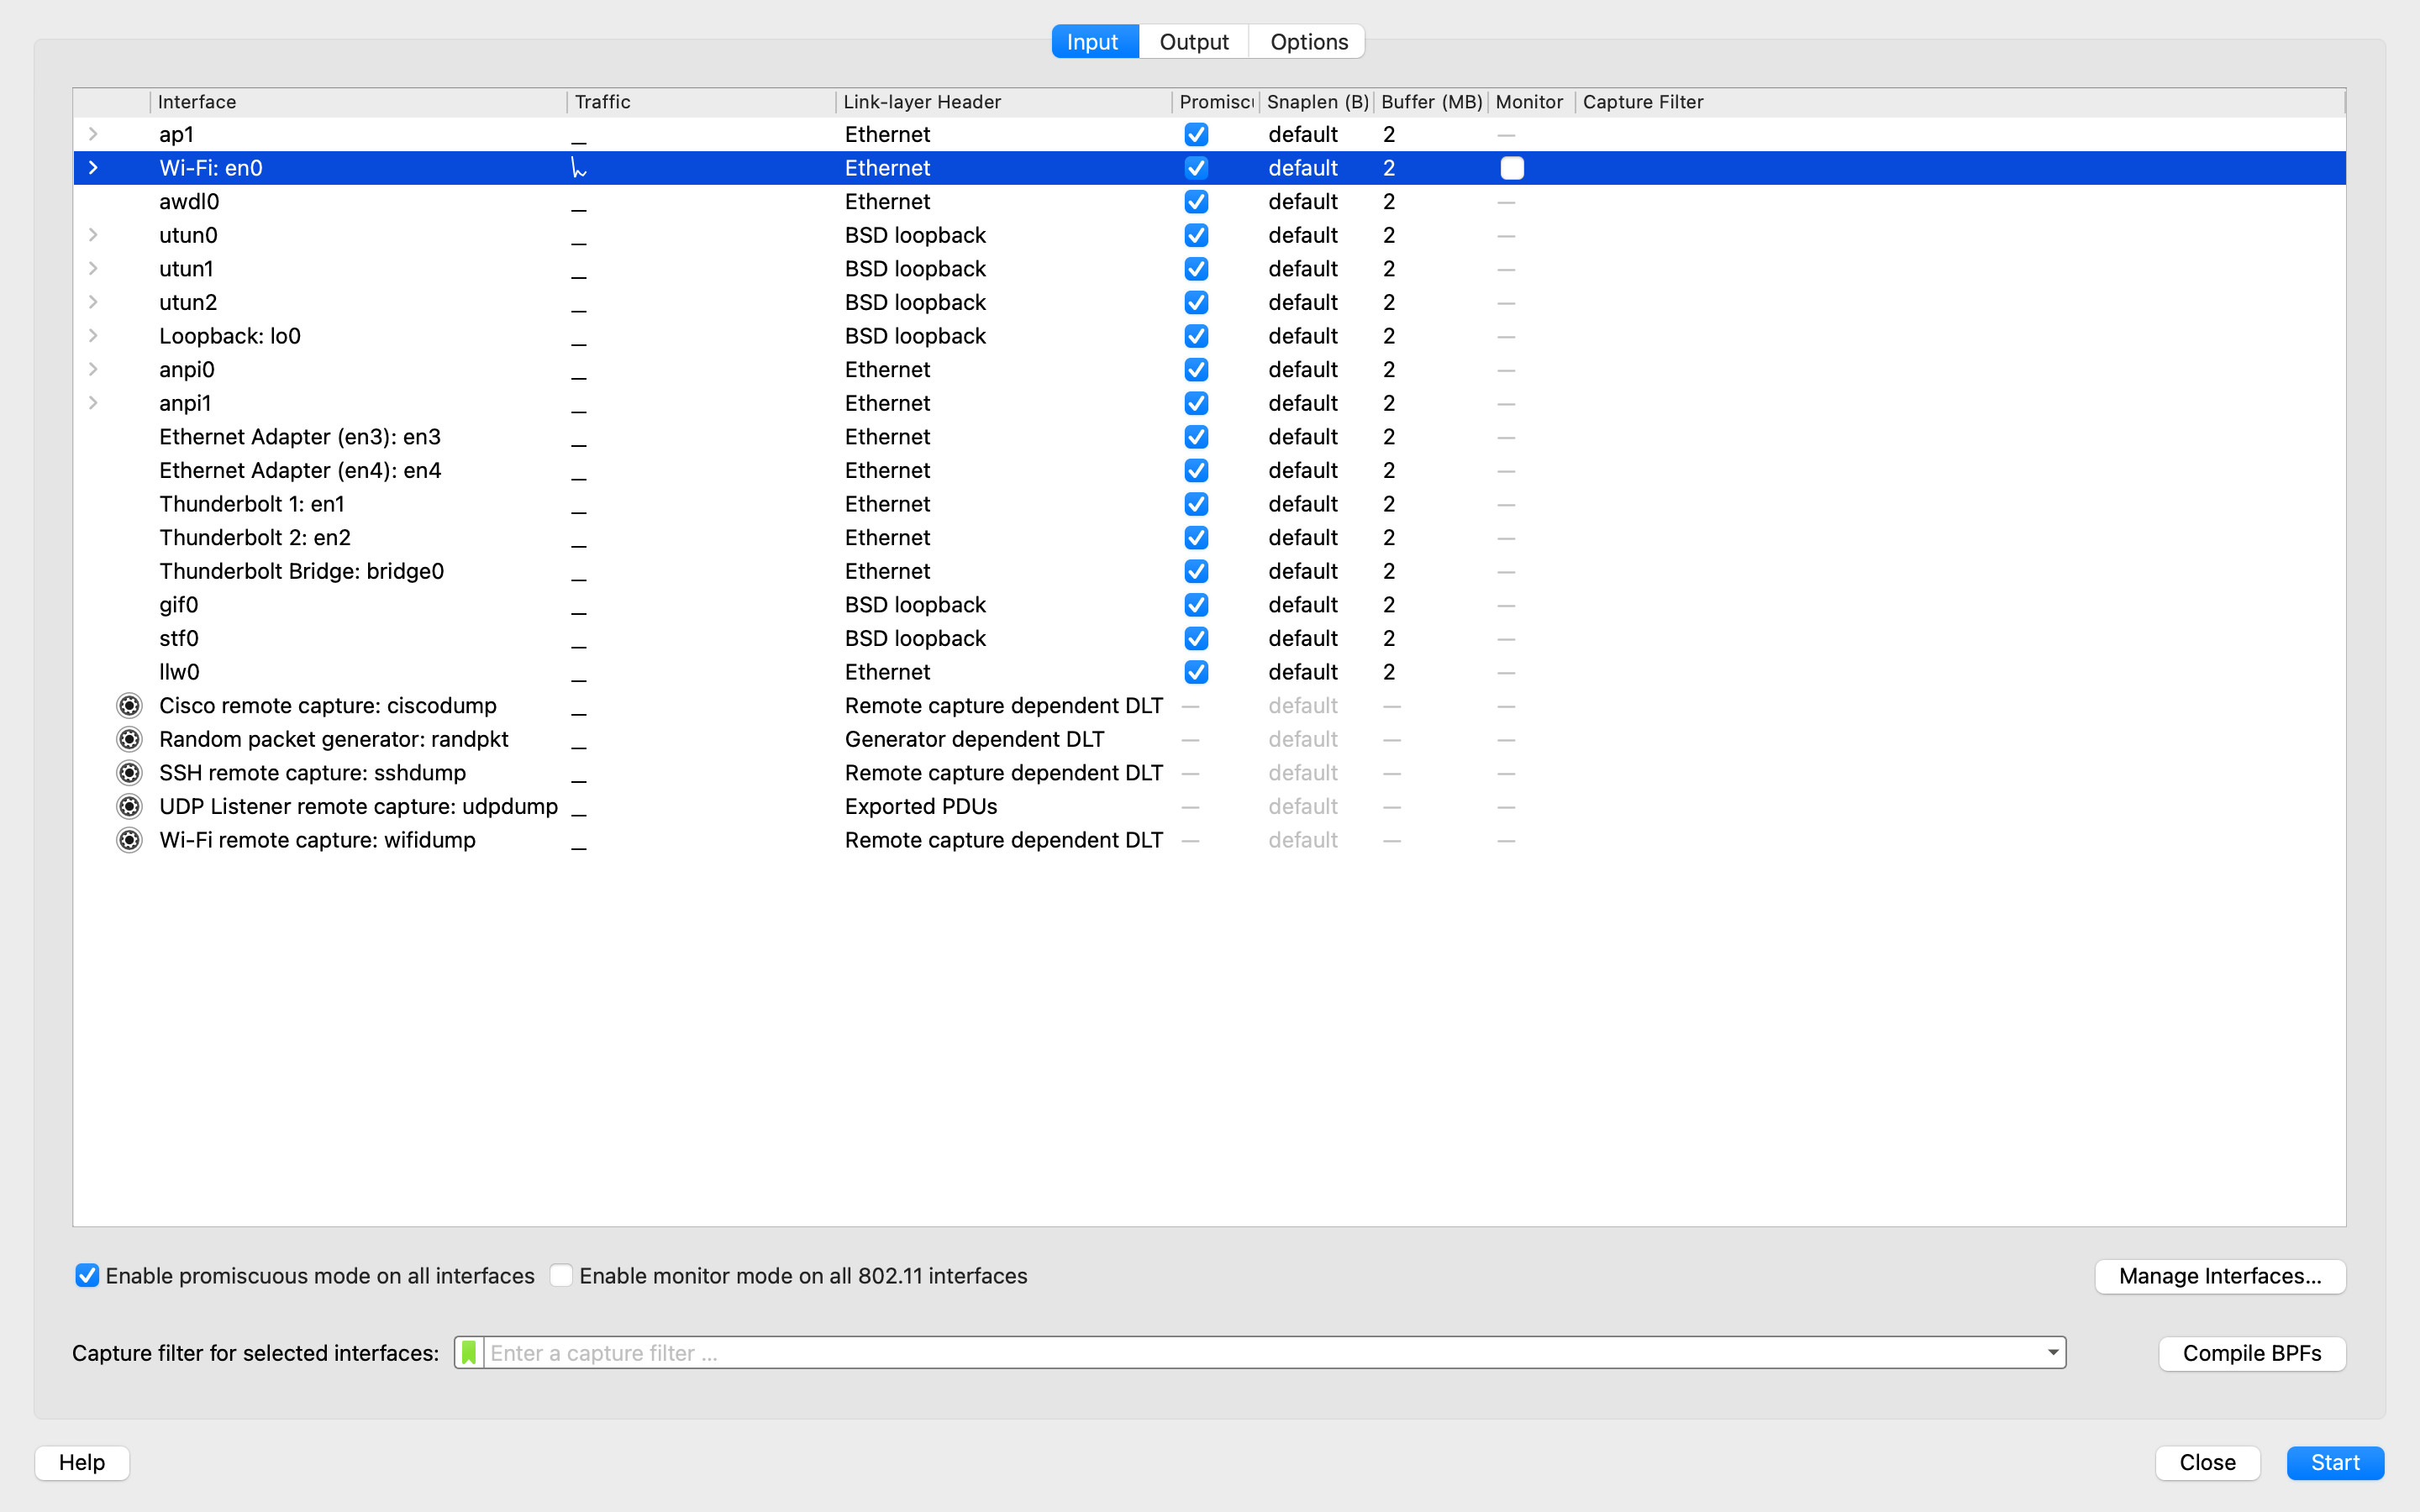 Input Output Options
Interface Traffic Link-layer Header Promisc Snaplen (B) Buffer (MB) Monitor Capture Filter
ap1 Ethernet default 2 —
Wi-Fi: en0 Ethernet default 2
awdl0 Ethernet default 2 —
utun0 BSD loopback default 2 —
utun1 BSD loopback default 2 —
utun2 BSD loopback default 2 —
Loopback: lo0 BSD loopback default 2 —
anpi0 Ethernet default 2 —
anpi1 Ethernet default 2 —
Ethernet Adapter (en3): en3 Ethernet default 2 —
Ethernet Adapter (en4): en4 Ethernet default 2 —
Thunderbolt 1: en1 Ethernet default 2 —
Thunderbolt 2: en2 Ethernet default 2 —
Thunderbolt Bridge: bridge0 Ethernet default 2 —
gif0 BSD loopback default 2 —
stf0 BSD loopback default 2 —
llw0 Ethernet default 2 —
Cisco remote capture: ciscodump Remote capture dependent DLT — default — —
Random packet generator: randpkt Generator dependent DLT — default — —
SSH remote capture: sshdump Remote capture dependent DLT — default — —
UDP Listener remote capture: udpdump Exported PDUs — default — —
Wi-Fi remote capture: wifidump Remote capture dependent DLT — default — —
Enable promiscuous mode on all interfaces Enable monitor mode on all 802.11 interfaces Manage Interfaces...
Capture filter for selected interfaces: Enter a capture filter ... Compile BPFs
Help Close Start